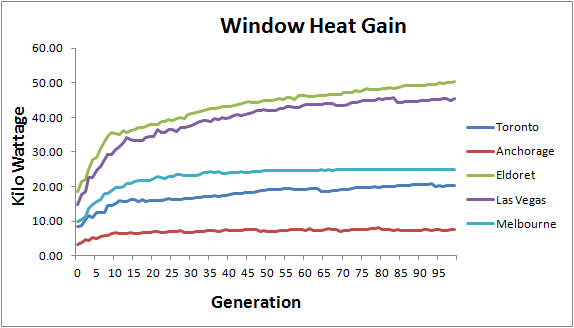 Window Heat Gain
Kilo Wattage
60.00
50.00
40.00
30.00
20.00
10.00
0.00
0 5 10 15 20 25 30 35 40 45 50 55 60 65 70 75 80 85 90 95
Generation
Toronto
Anchorage
Eldoret
Las Vegas
Melbourne